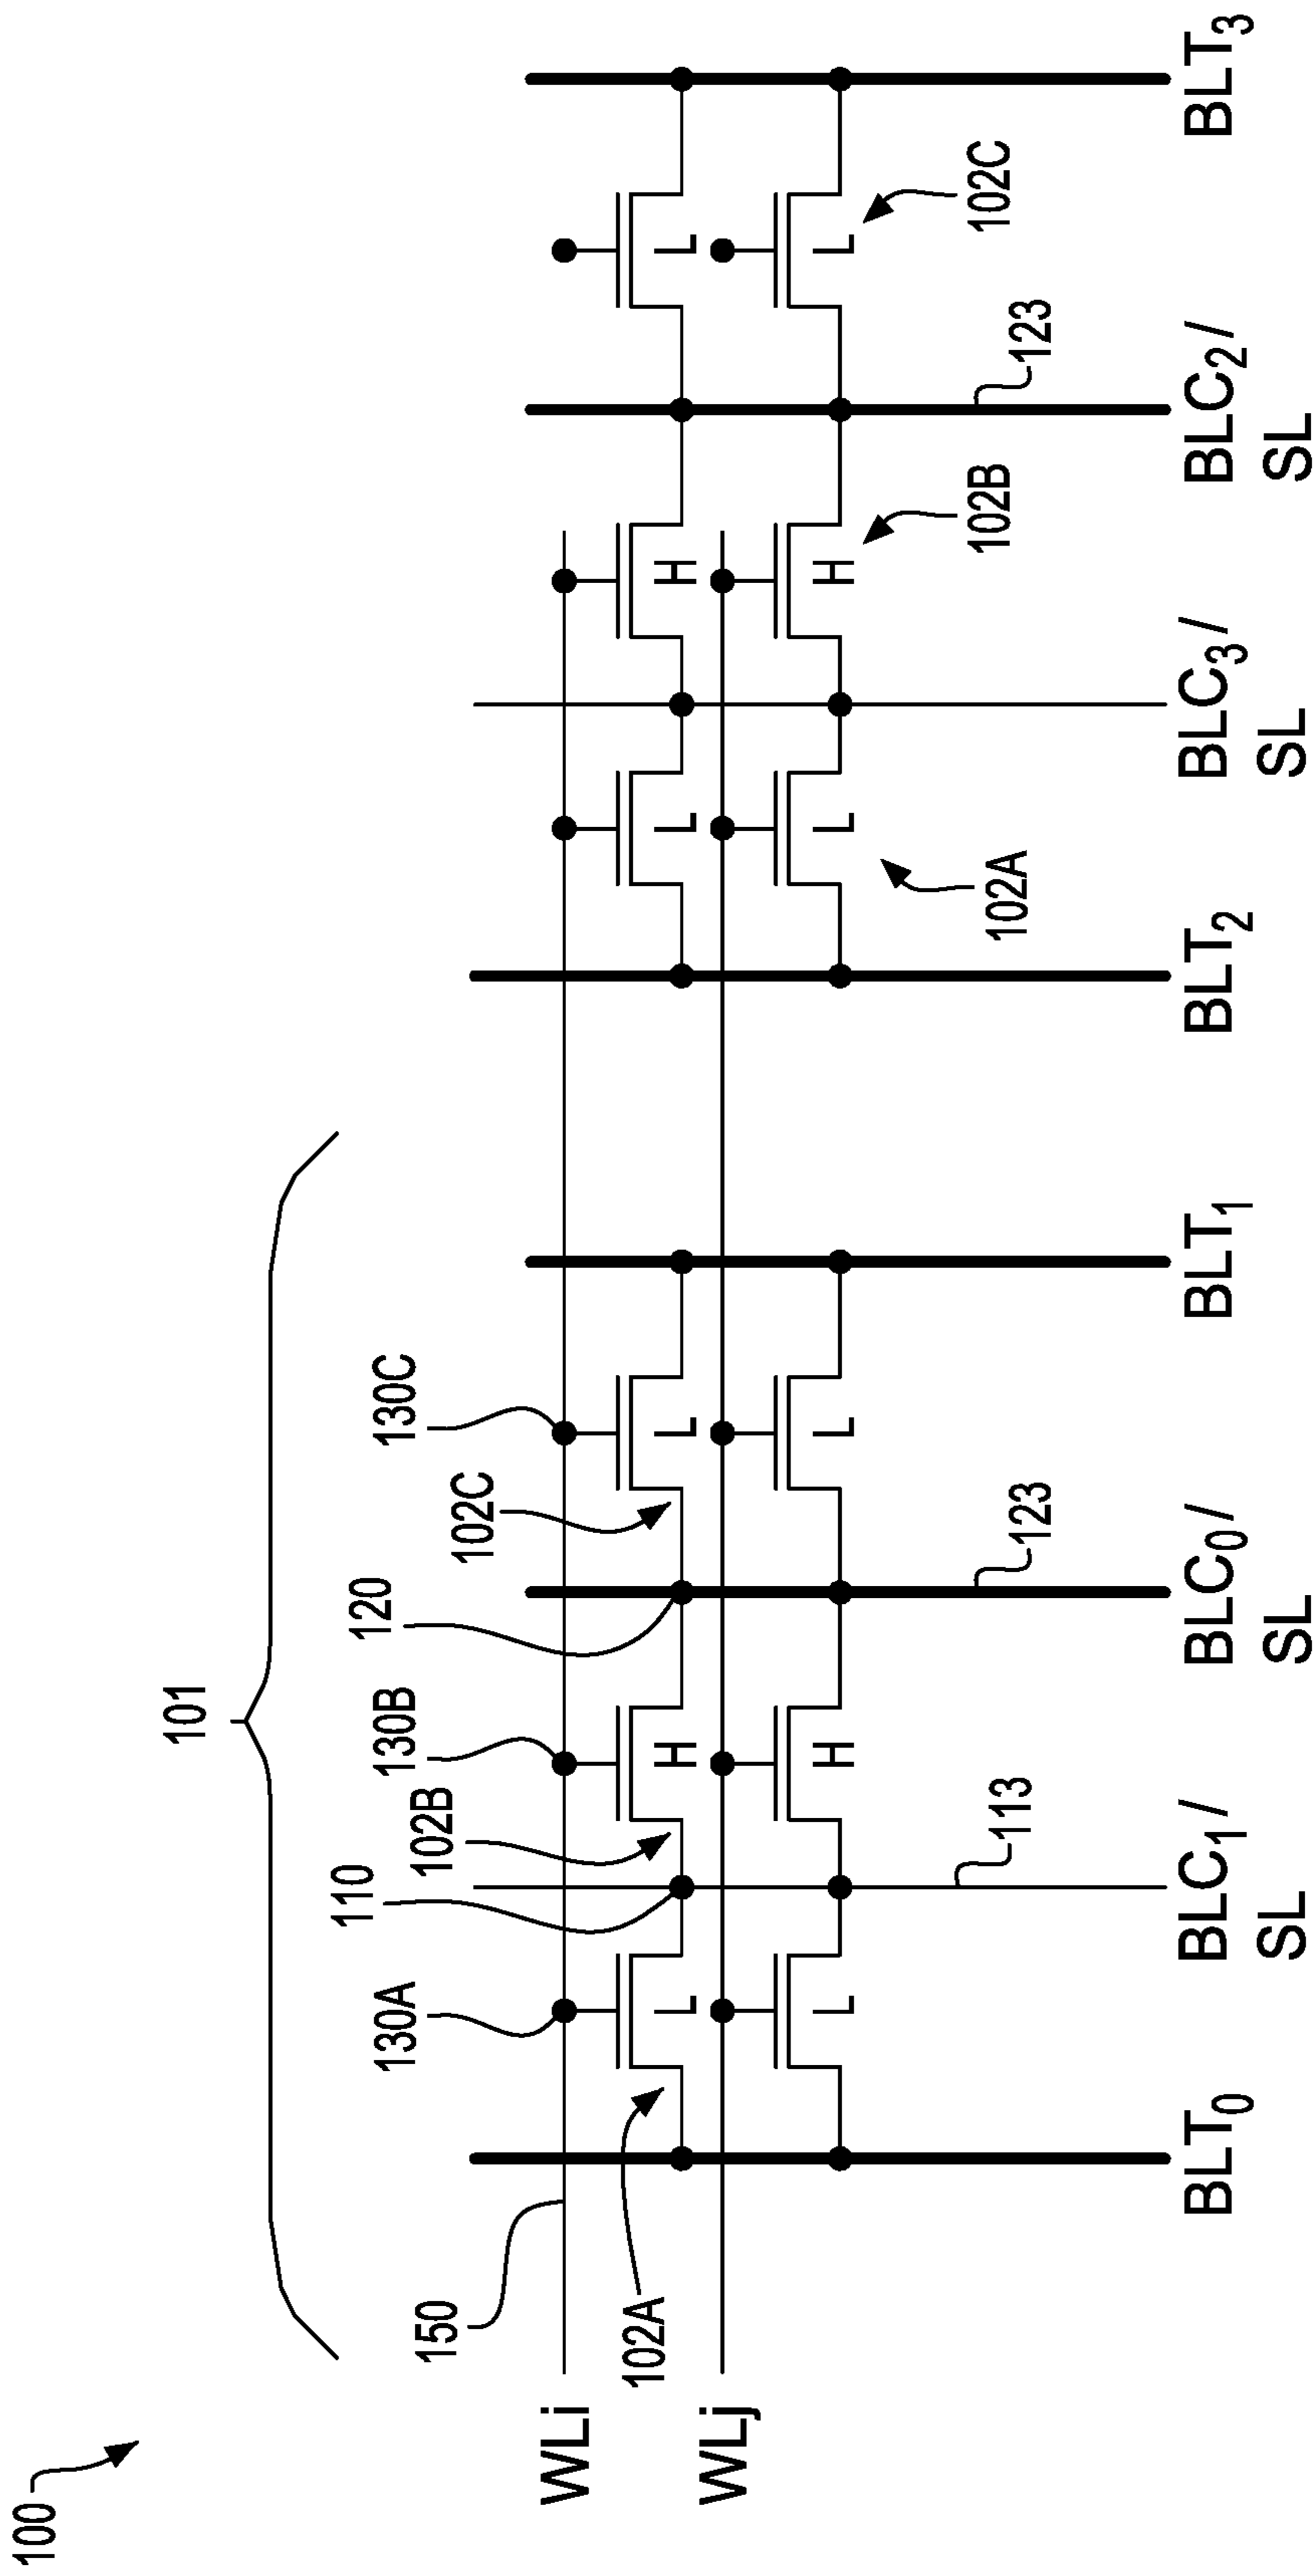 100
101
150
130A
110
130B
120
130C
102A
102B
102C
WLi
L
H
L
L
H
L
WLj
L
H
L
L
H
L
113
123
102A
102B
123
102C
BLT0
BLC1/
SL
BLC0/
SL
BLT1
BLT2
BLC3/
SL
BLC2/
SL
BLT3